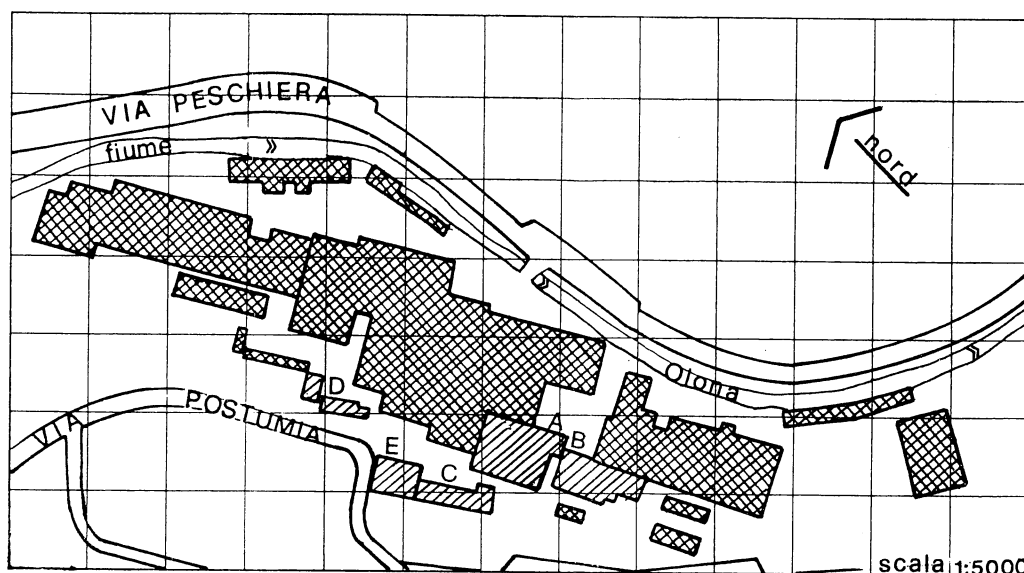 VIA PESCHIERA
fiume
nord
D
Olona
POSTUMIA
VIA
A
B
E
C
scala 1:5000